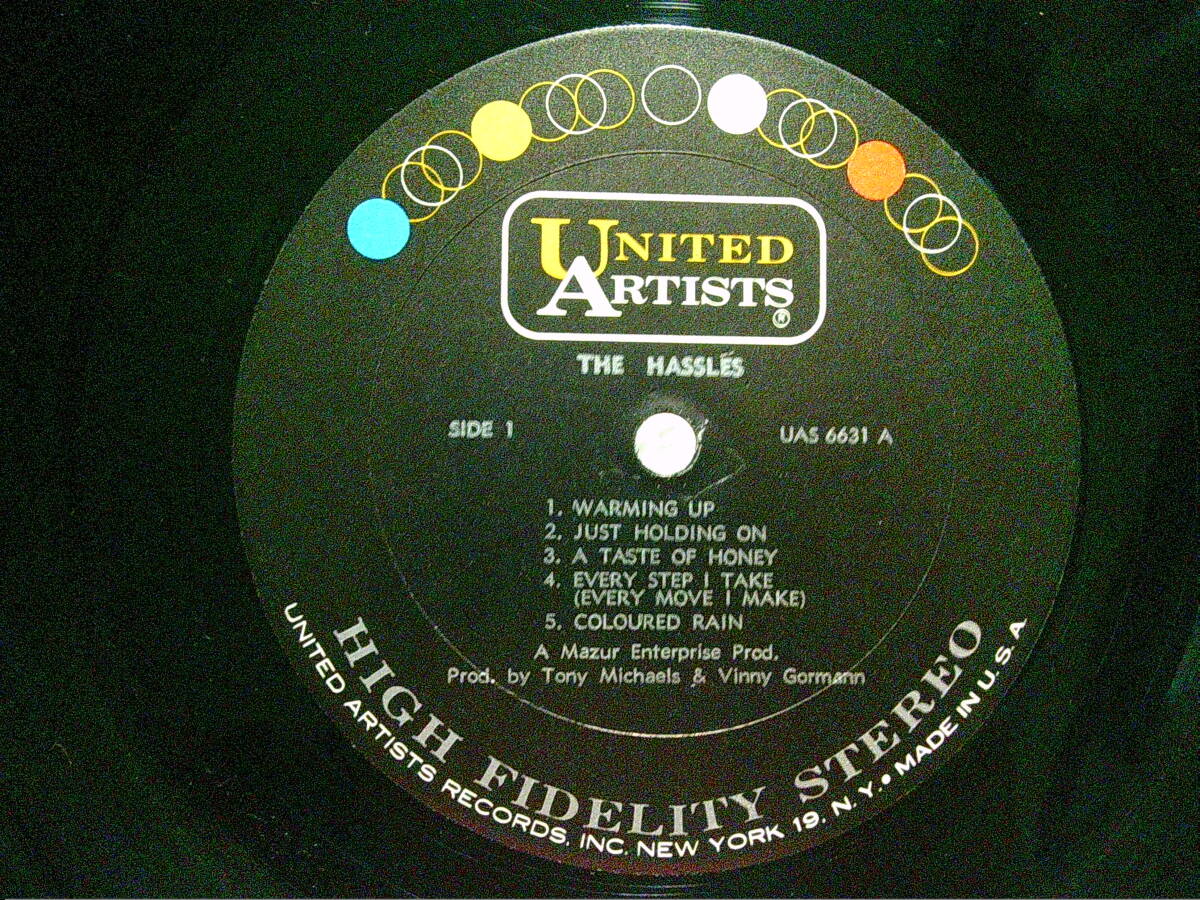 UNITED
ARTISTS
®
THE HASSLES
SIDE 1
UAS 6631 A
1. WARMING UP
2. JUST HOLDING ON
3. A TASTE OF HONEY
4. EVERY STEP I TAKE
(EVERY MOVE I MAKE)
5. COLOURED RAIN
A Mazur Enterprise Prod.
Prod. by Tony Michaels & Vinny Gormann
HIGH FIDELITY STEREO
UNITED ARTISTS RECORDS, INC. NEW YORK 19, N. Y. • MADE IN U. S. A